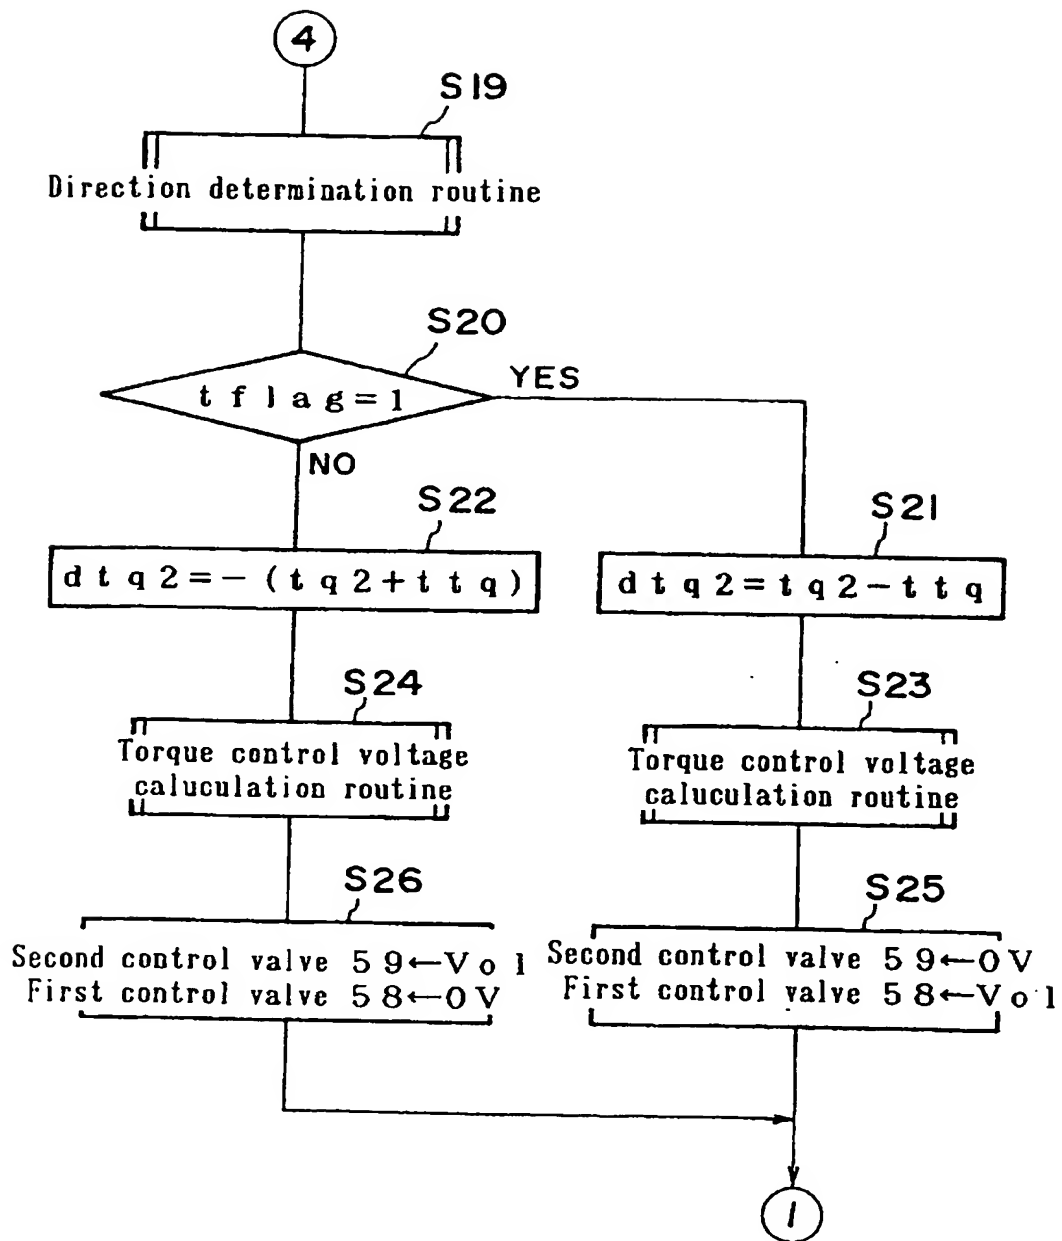 4
S19
Direction determination routine
S20
tflag=1
YES
NO
S22
dtq2=-(tq2+ttq)
S21
dtq2=tq2-ttq
S24
Torque control voltage
caluculation routine
S23
Torque control voltage
caluculation routine
S26
Second control valve 59←Vol
First control valve 58←0V
S25
Second control valve 59←0V
First control valve 58←Vol
1